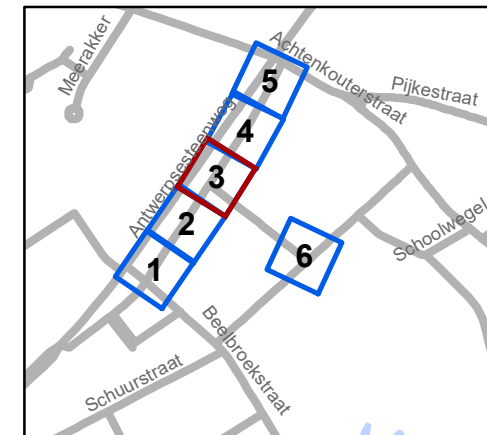 Meerakker
Achtenkouterstraat
Pijkestraat
Antwerpsesteenweg
5
4
3
2
1
6
Schoolwegel
Beelbroekstraat
Schuurstraat